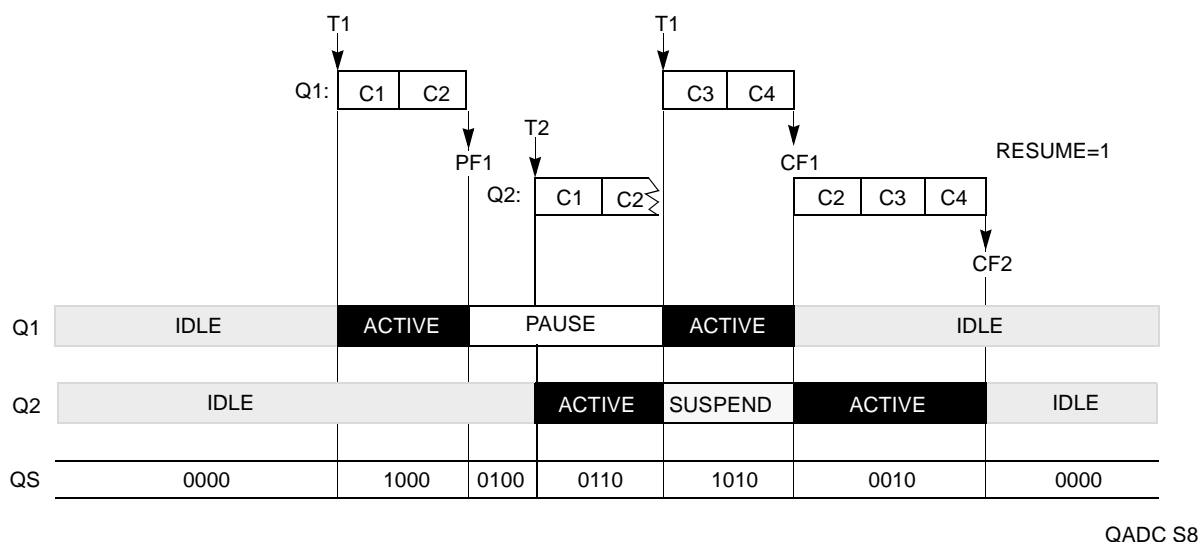 T1 T1
Q1: C1 C2 C3 C4
T2
PF1 CF1 RESUME=1
Q2: C1 C2 C2 C3 C4
CF2
Q1 IDLE ACTIVE PAUSE ACTIVE IDLE
Q2 IDLE ACTIVE SUSPEND ACTIVE IDLE
QS 0000 1000 0100 0110 1010 0010 0000
QADC S8